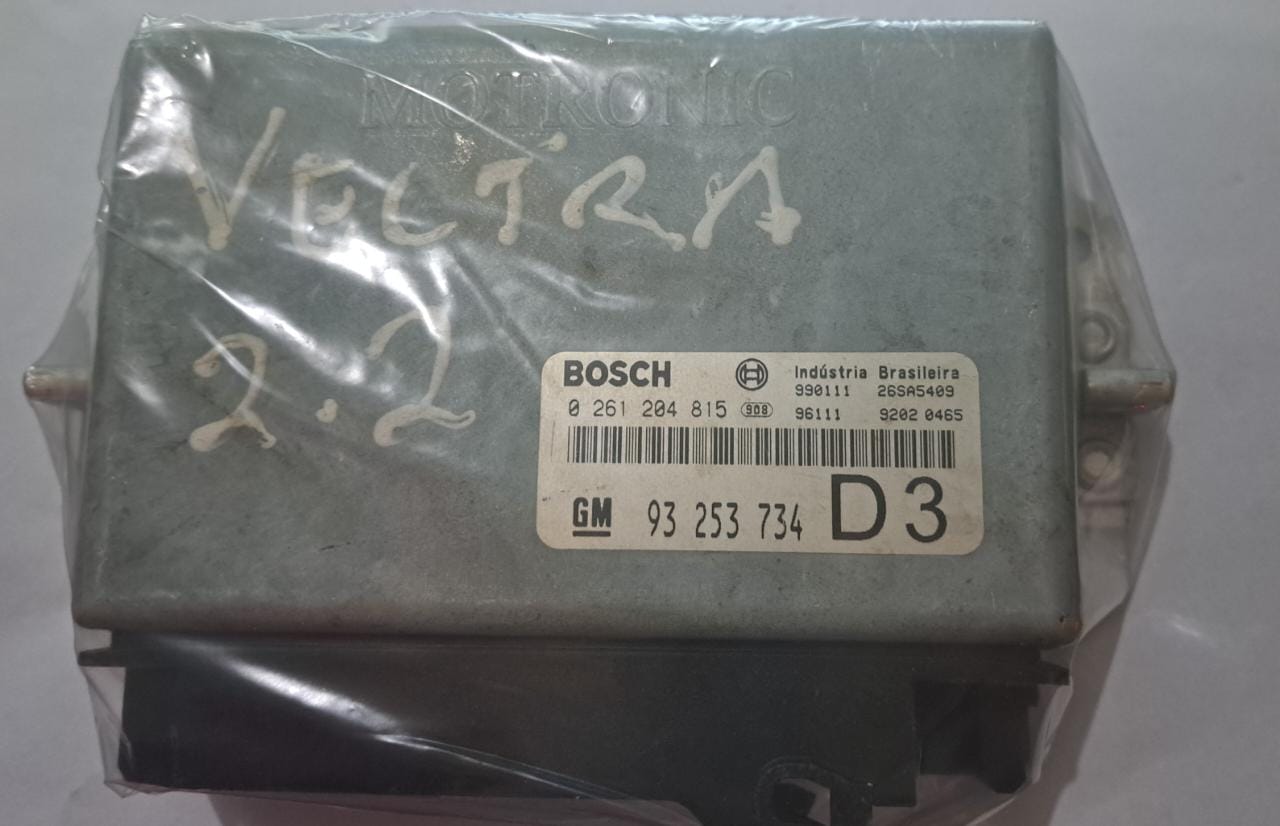 MOTRONIC
VECTRA
2.2
BOSCH Indústria Brasileira
990111 26SA5409
0 261 204 815 908 96111 9202 0465
GM 93 253 734 D3